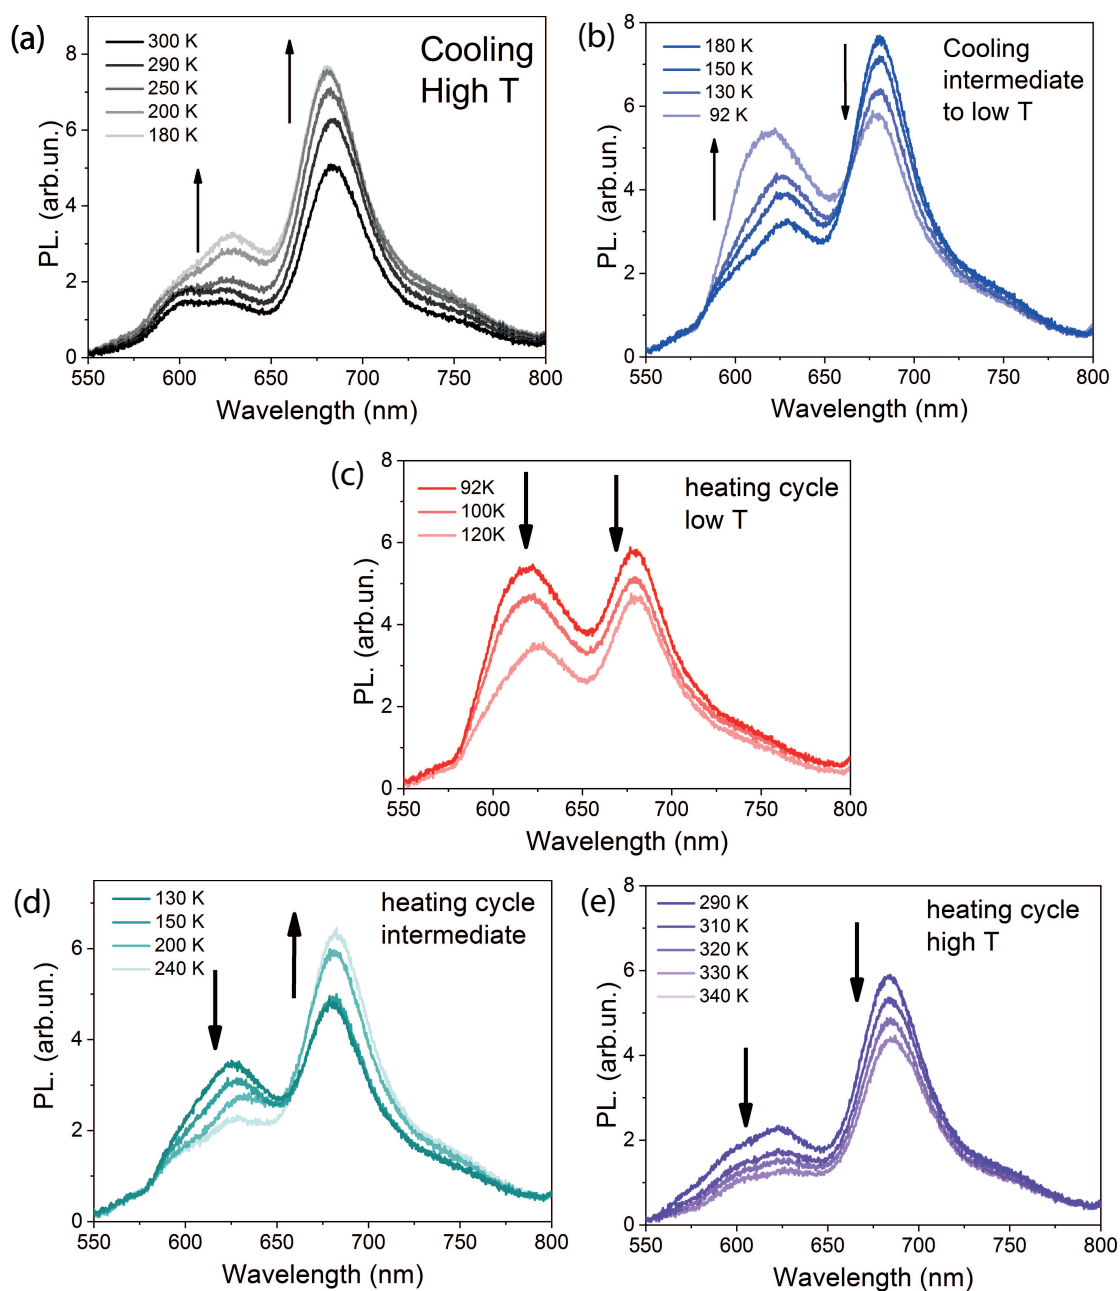 (a)
300 K
290 K
250 K
200 K
180 K
Cooling
High T
PL. (arb.un.)
8
6
4
2
0
550 600 650 700 750 800
Wavelength (nm)
(b)
180 K
150 K
130 K
92 K
Cooling
intermediate
to low T
PL. (arb.un.)
8
6
4
2
0
550 600 650 700 750 800
Wavelength (nm)
(c)
92K
100K
120K
heating cycle
low T
PL. (arb.un.)
8
6
4
2
0
550 600 650 700 750 800
Wavelength (nm)
(d)
130 K
150 K
200 K
240 K
heating cycle
intermediate
PL. (arb.un.)
6
4
2
0
550 600 650 700 750 800
Wavelength (nm)
(e)
290 K
310 K
320 K
330 K
340 K
heating cycle
high T
PL. (arb.un.)
8
6
4
2
0
550 600 650 700 750 800
Wavelength (nm)